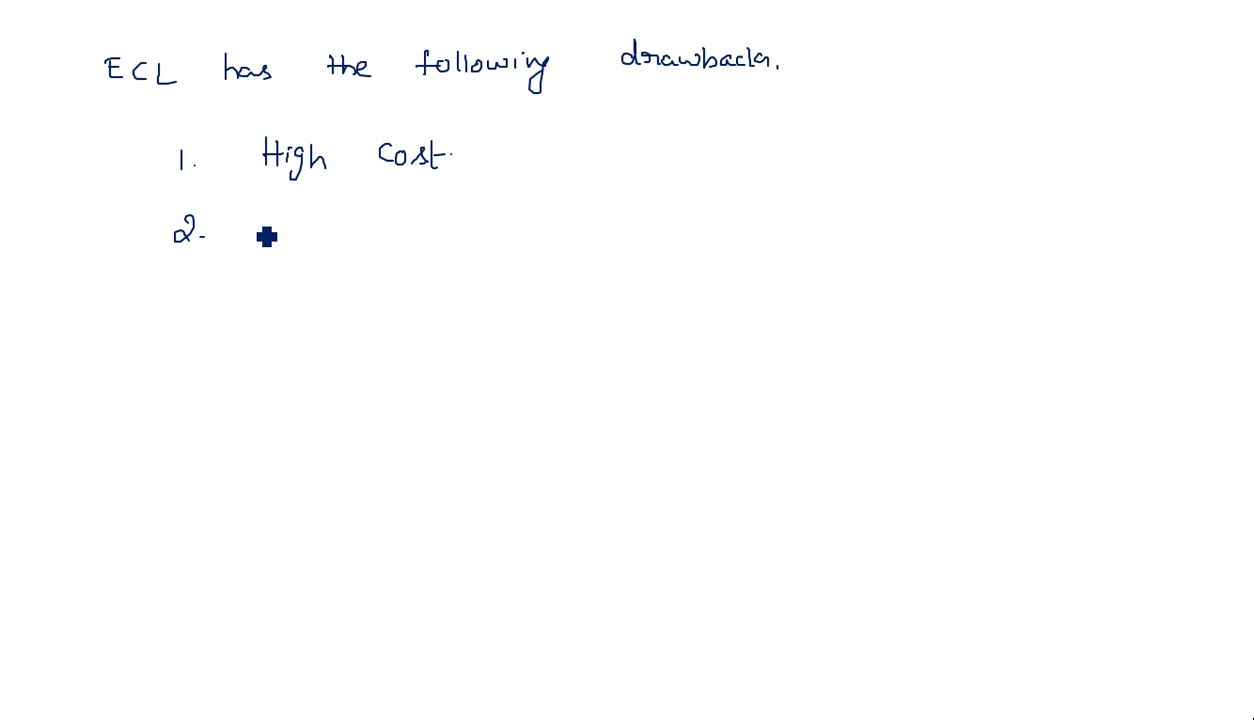 ECL has the following drawbacks.
1. High Cost.
2.